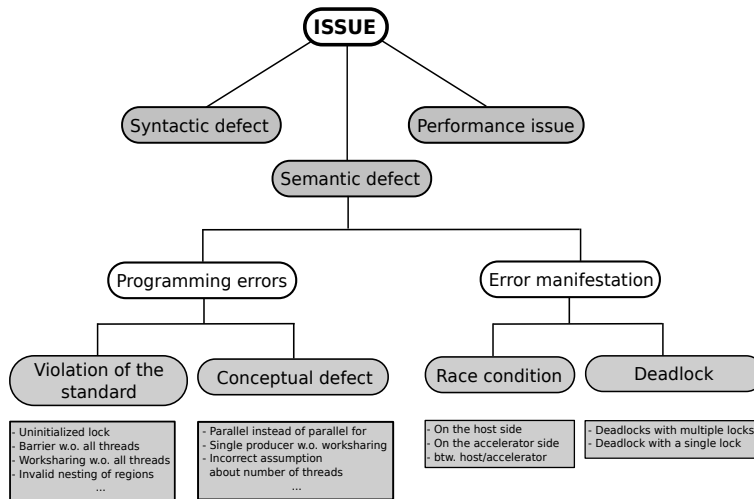 ISSUE
Syntactic defect
Performance issue
Semantic defect
Programming errors
Error manifestation
Violation of the
standard
Conceptual defect
Race condition
Deadlock
- Uninitialized lock
- Barrier w.o. all threads
- Worksharing w.o. all threads
- Invalid nesting of regions
...
- Parallel instead of parallel for
- Single producer w.o. worksharing
- Incorrect assumption
about number of threads
...
- On the host side
- On the accelerator side
- btw. host/accelerator
- Deadlocks with multiple locks
- Deadlock with a single lock